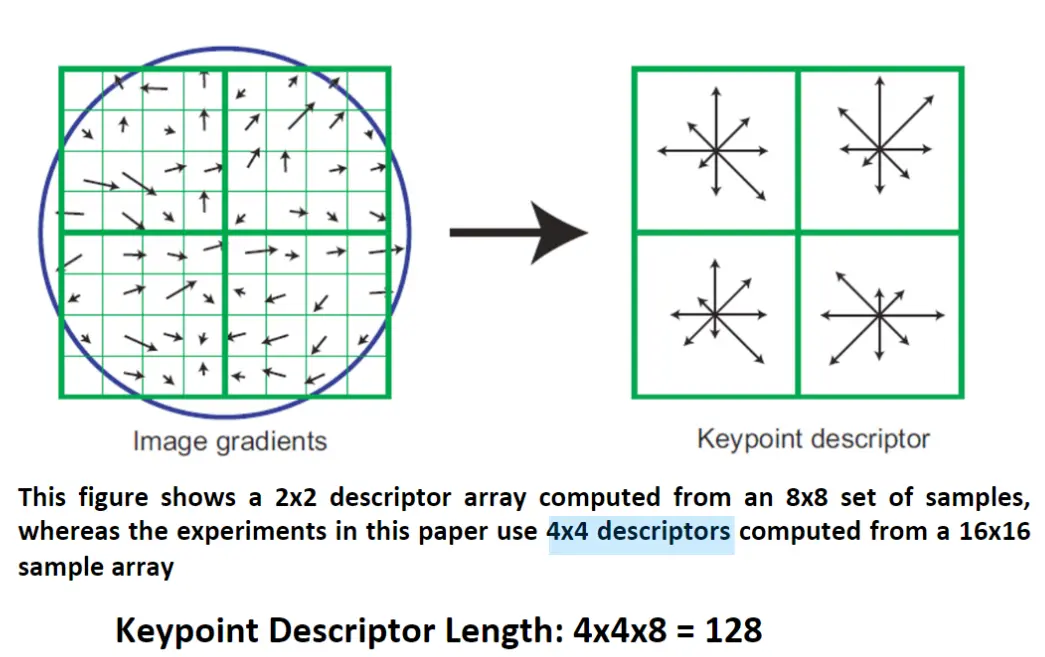 Image gradients
Keypoint descriptor
This figure shows a 2x2 descriptor array computed from an 8x8 set of samples,
whereas the experiments in this paper use 4x4 descriptors computed from a 16x16
sample array
Keypoint Descriptor Length: 4x4x8 = 128